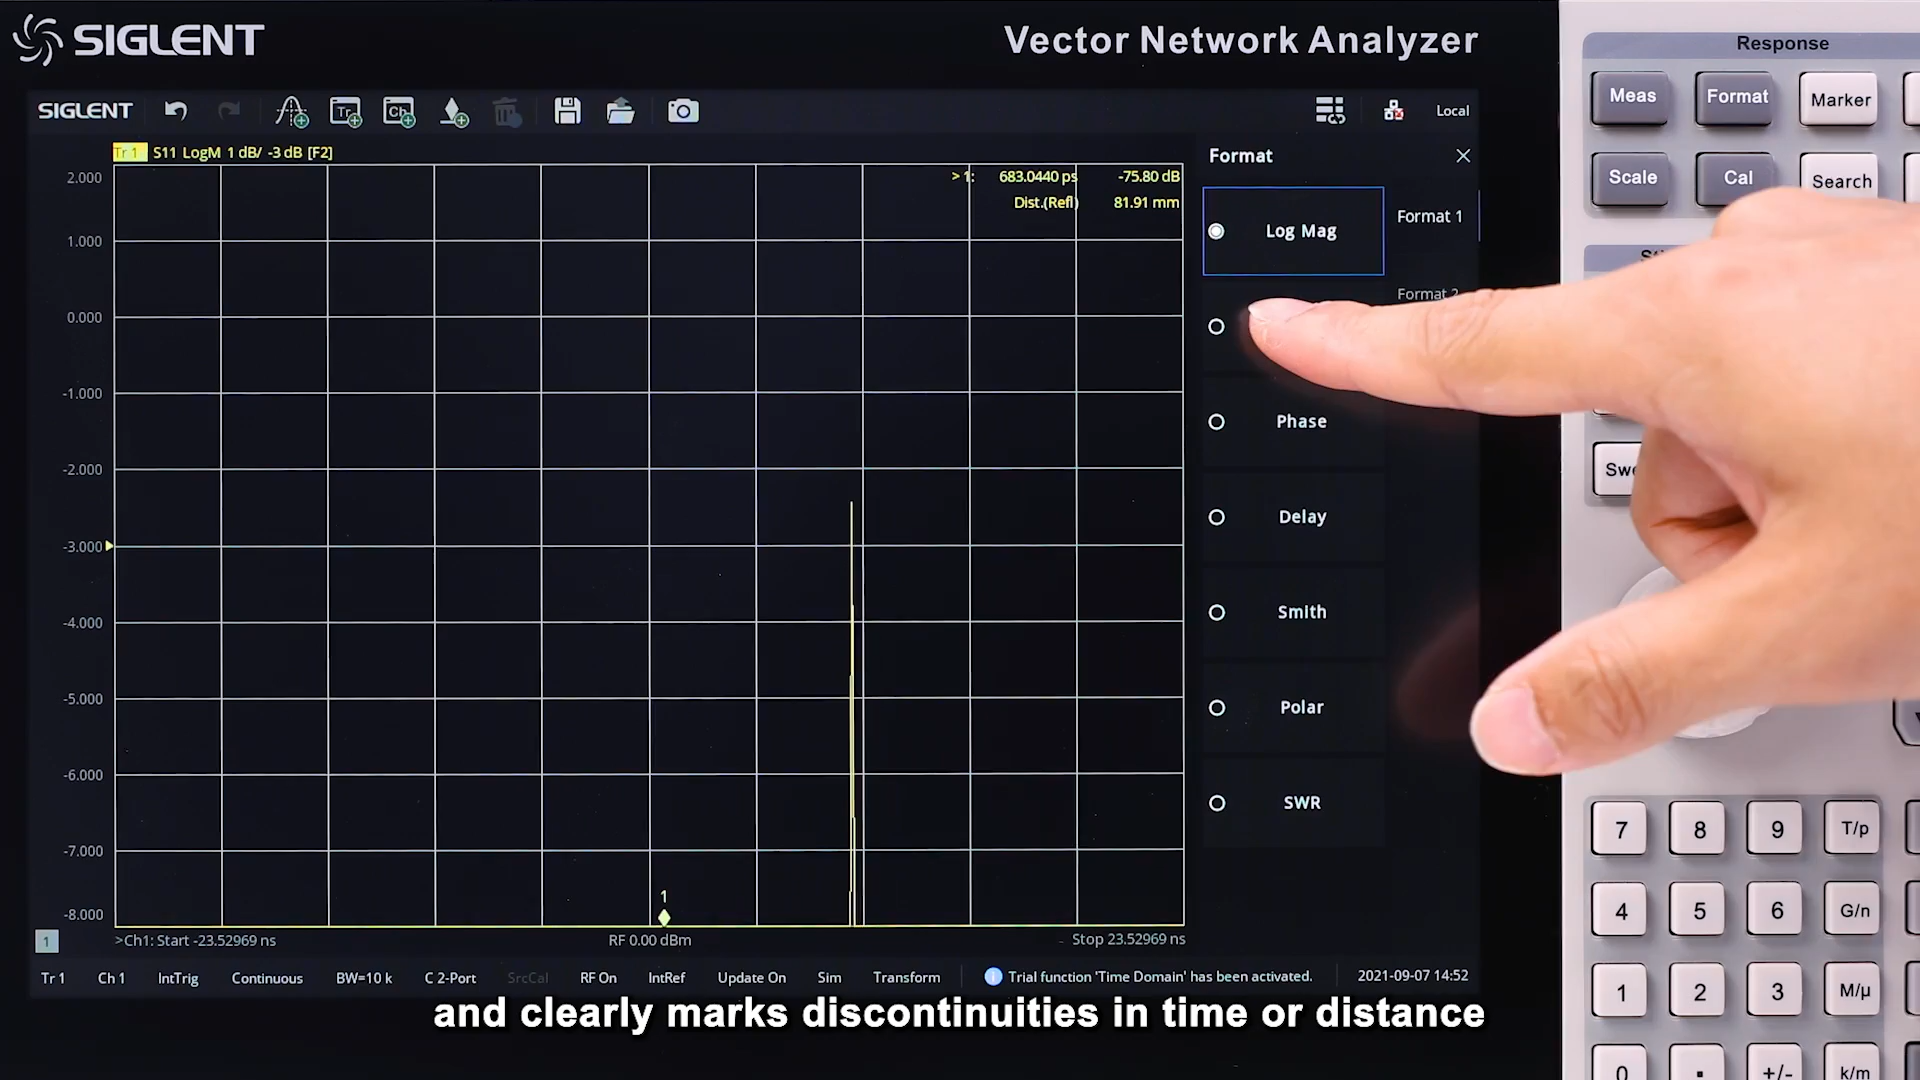 SIGLENT
Vector Network Analyzer
Response
Meas Format Marker
Scale Cal Search
SIGLENT Tr Ch Local
Tr 1 S11 LogM 1 dB/ -3 dB [F2]
> 1: 683.0440 ps -75.80 dB
Dist.(Refl) 81.91 mm
2.000
1.000
0.000
-1.000
-2.000
-3.000
-4.000
-5.000
-6.000
-7.000
-8.000
1
1
>Ch1: Start -23.52969 ns RF 0.00 dBm Stop 23.52969 ns
Format
Log Mag
Format 1
Format 2
Phase
Delay
Smith
Polar
SWR
Tr 1 Ch 1 IntTrig Continuous BW=10 k C 2-Port SrcCal RF On IntRef Update On Sim Transform Trial function 'Time Domain' has been activated. 2021-09-07 14:52
7 8 9 T/p
4 5 6 G/n
1 2 3 M/μ
0 . +/- k/m
and clearly marks discontinuities in time or distance